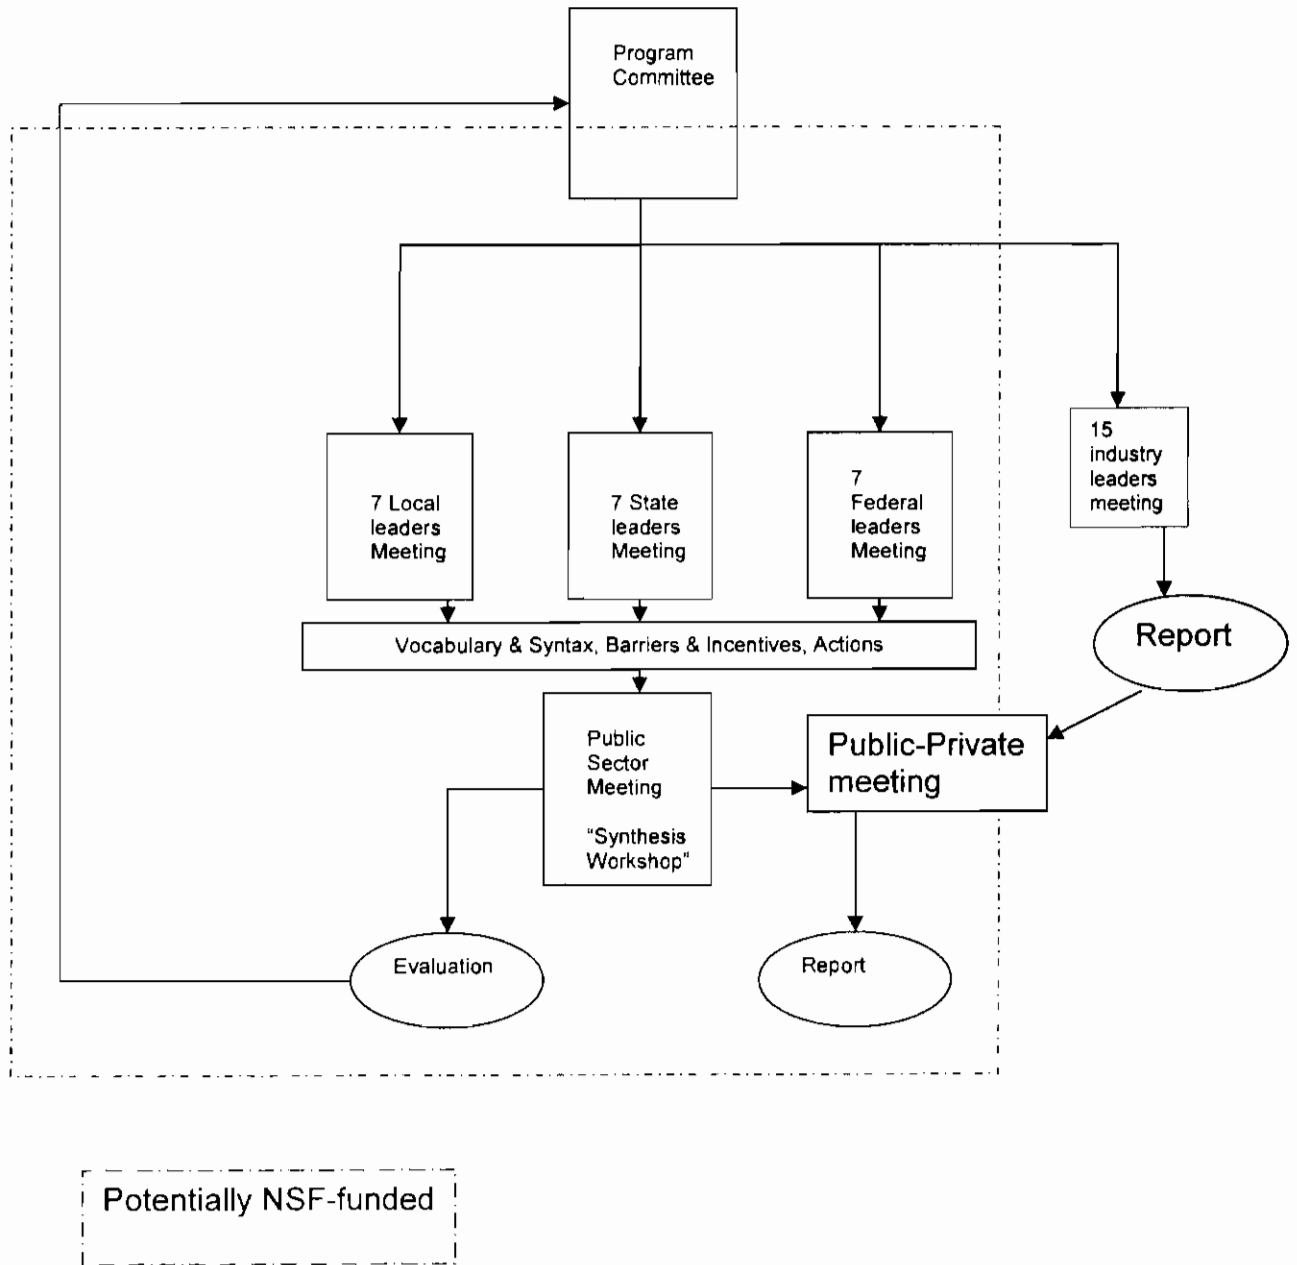 Program
Committee
7 Local
leaders
Meeting
7 State
leaders
Meeting
7
Federal
leaders
Meeting
15
industry
leaders
meeting
Vocabulary & Syntax, Barriers & Incentives, Actions
Report
Public
Sector
Meeting
"Synthesis
Workshop"
Public-Private
meeting
Evaluation
Report
Potentially NSF-funded